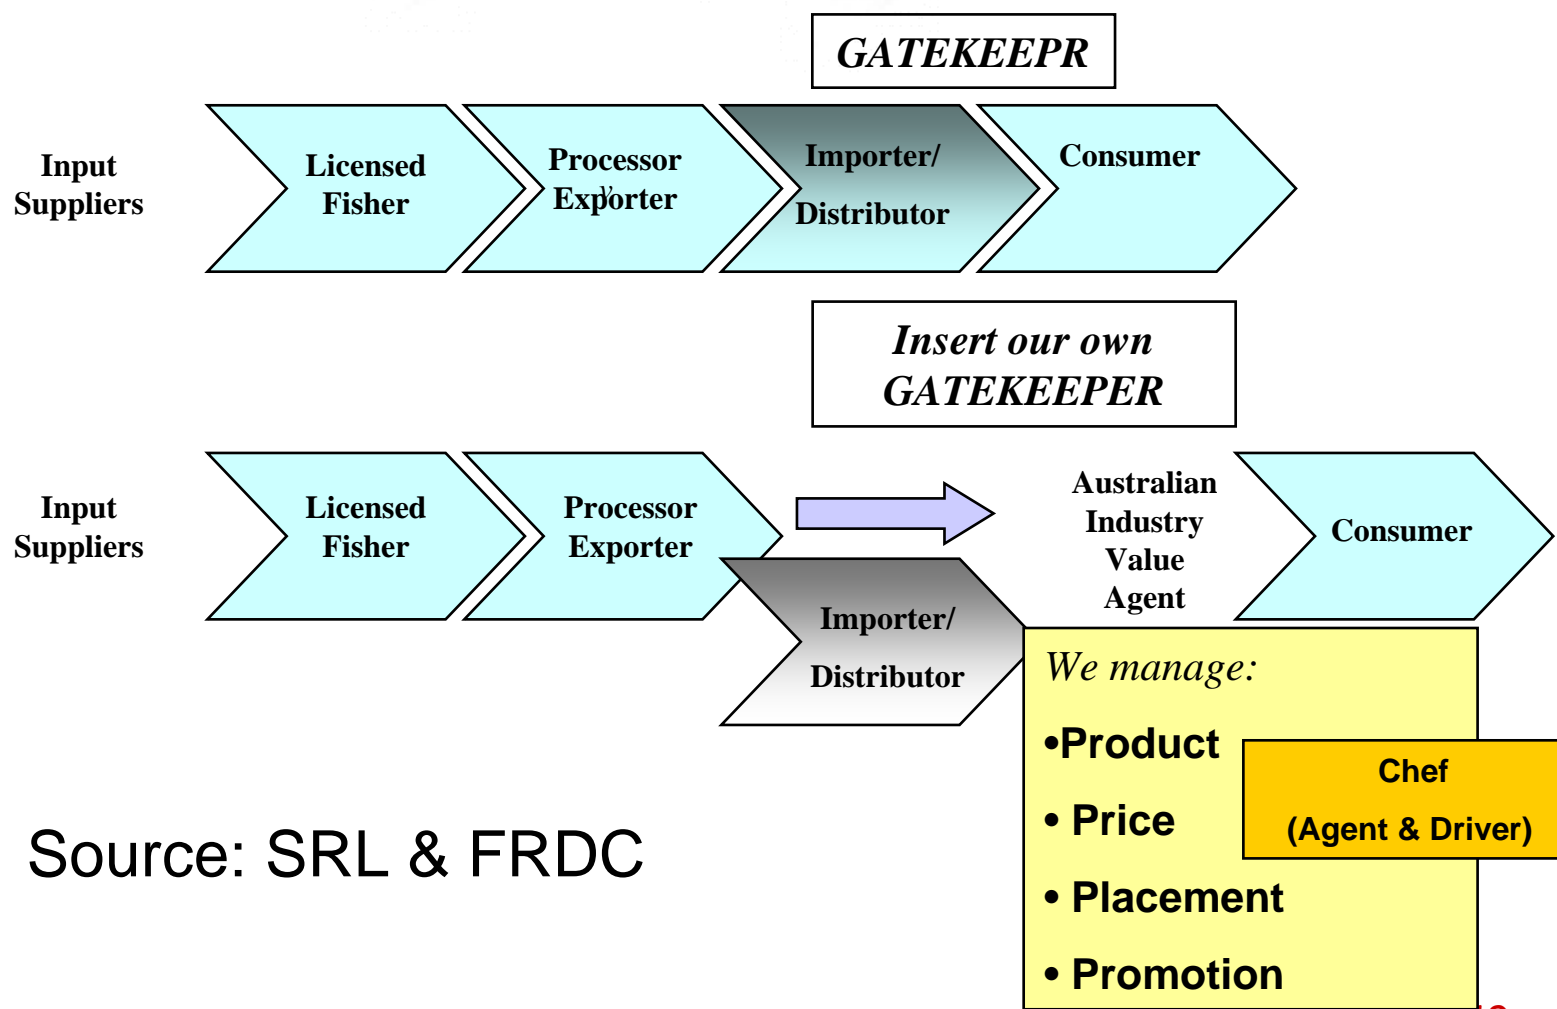 GATEKEEPR
Input
Suppliers
Licensed
Fisher
Processor
Exporter
Importer/
Distributor
Consumer
Insert our own
GATEKEEPER
Input
Suppliers
Licensed
Fisher
Processor
Exporter
Australian
Industry
Value
Agent
Consumer
Importer/
Distributor
We manage:
•Product
• Price
• Placement
• Promotion
Chef
(Agent & Driver)
Source: SRL & FRDC